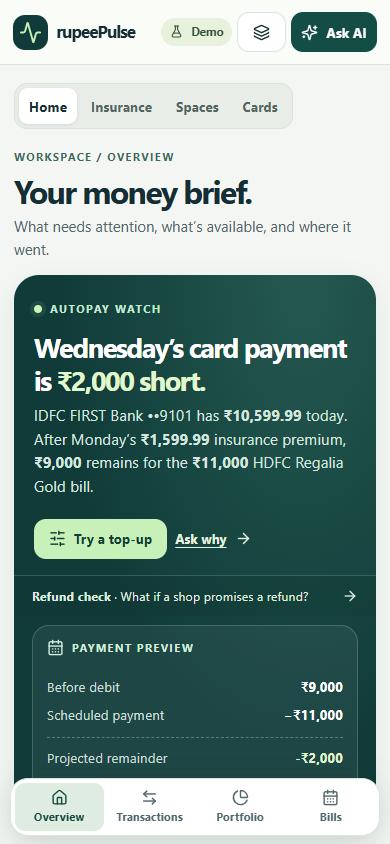 rupeePulse
Demo
Ask AI
Home Insurance Spaces Cards
WORKSPACE / OVERVIEW
Your money brief.
What needs attention, what’s available, and where it
went.
AUTOPAY WATCH
Wednesday’s card payment
is ₹2,000 short.
IDFC FIRST Bank ••9101 has ₹10,599.99 today.
After Monday’s ₹1,599.99 insurance premium,
₹9,000 remains for the ₹11,000 HDFC Regalia
Gold bill.
Try a top-up Ask why →
Refund check · What if a shop promises a refund? →
PAYMENT PREVIEW
Before debit ₹9,000
Scheduled payment −₹11,000
Projected remainder -₹2,000
Overview Transactions Portfolio Bills